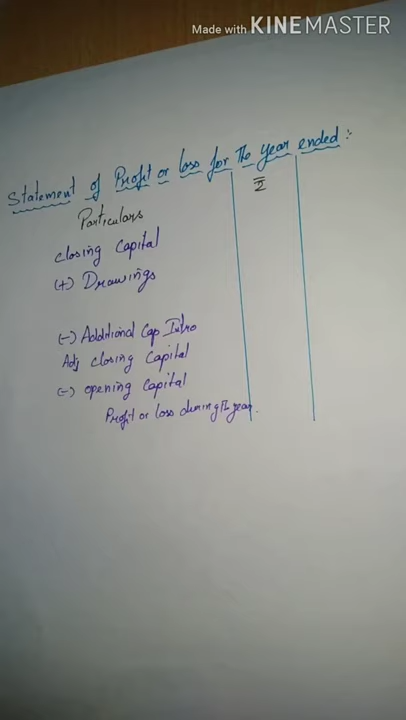 Made with KINEMASTER
Statement of Profit or loss for The year ended :-
Particulars
₹
closing Capital
(+) Drawings
(-) Additional Cap Intro
Adj closing Capital
(-) opening Capital
Profit or loss during The year.